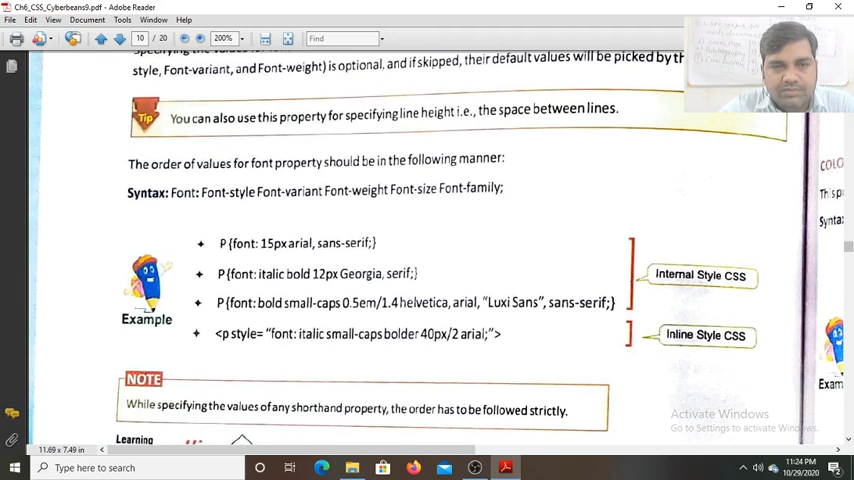 Ch6_CSS_Cyberbeans9.pdf - Adobe Reader
File Edit View Document Tools Window Help
10 / 20 200% Find
style, Font-variant, and Font-weight) is optional, and if skipped, their default values will be picked by th
Tip You can also use this property for specifying line height i.e., the space between lines.
The order of values for font property should be in the following manner:
Syntax: Font: Font-style Font-variant Font-weight Font-size Font-family;
COLO
This p
Synta
P{font: 15px arial, sans-serif;}
P{font: italic bold 12px Georgia, serif;}
Internal Style CSS
P{font: bold small-caps 0.5em/1.4 helvetica, arial, “Luxi Sans”, sans-serif;}
Example
<p style= “font: italic small-caps bolder 40px/2 arial;”>
Inline Style CSS
Exam
NOTE
While specifying the values of any shorthand property, the order has to be followed strictly.
Learning
Activate Windows
Go to Settings to activate Windows.
11.69 x 7.49 in
Type here to search
11:24 PM
10/29/2020
2